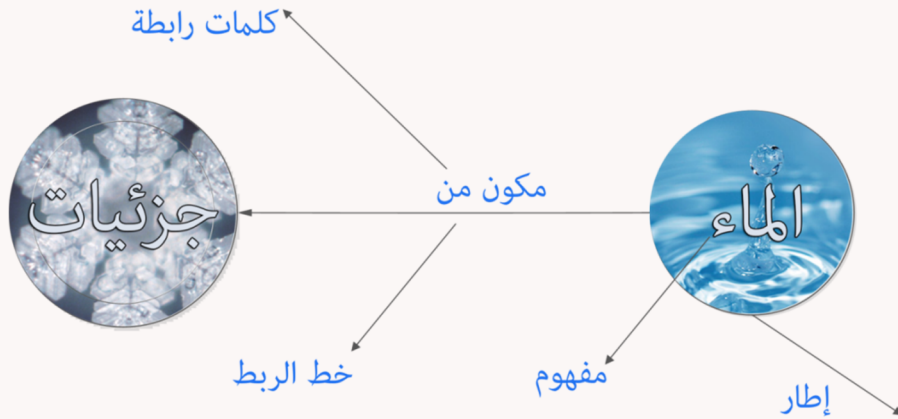 كلمات رابطة
مكون من
الماء
جزئيات
خط الربط
مفهوم
إطار